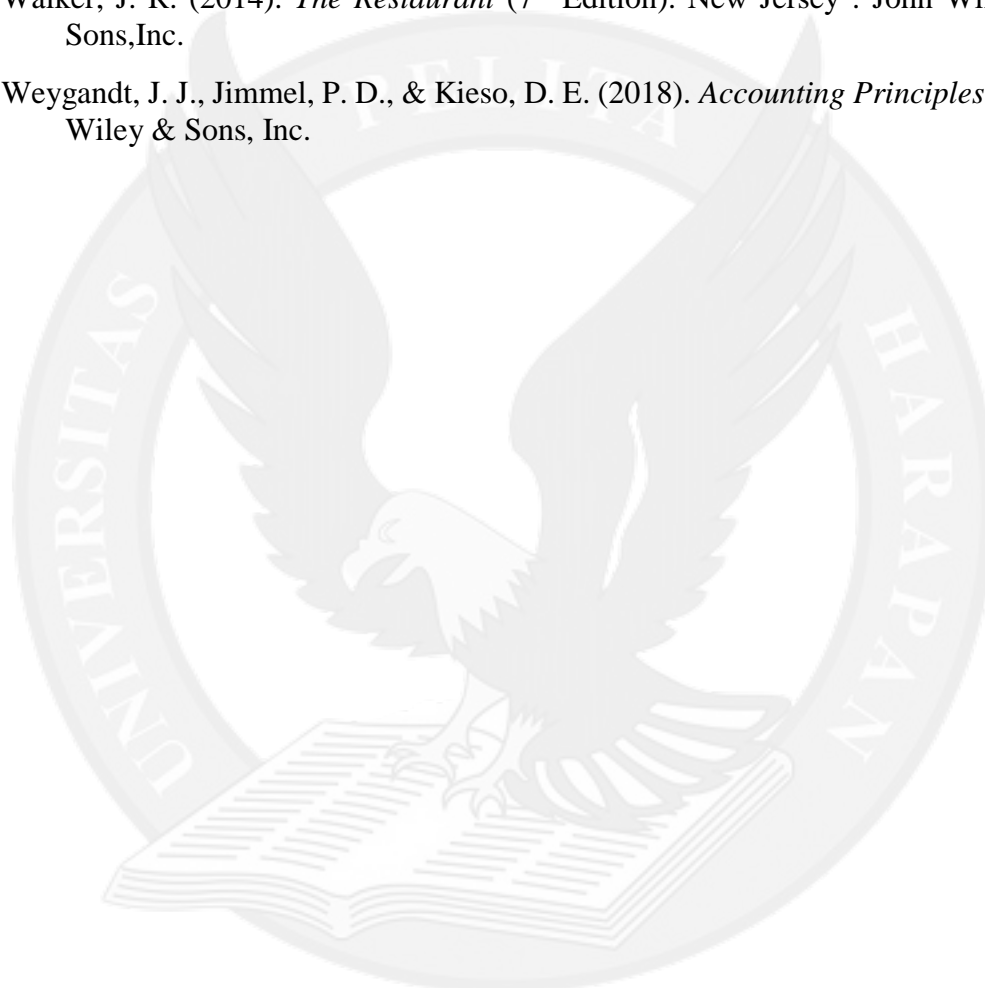 Walker, J. R. (2014). The Restaurant (7 Edition). New Jersey : John
Sons,Inc.
Weygandt, J. J., Jimmel, P. D., & Kieso, D. E. (2018). Accounting Principles
Wiley & Sons, Inc.
UNIVERSITAS PELITA HARAPAN